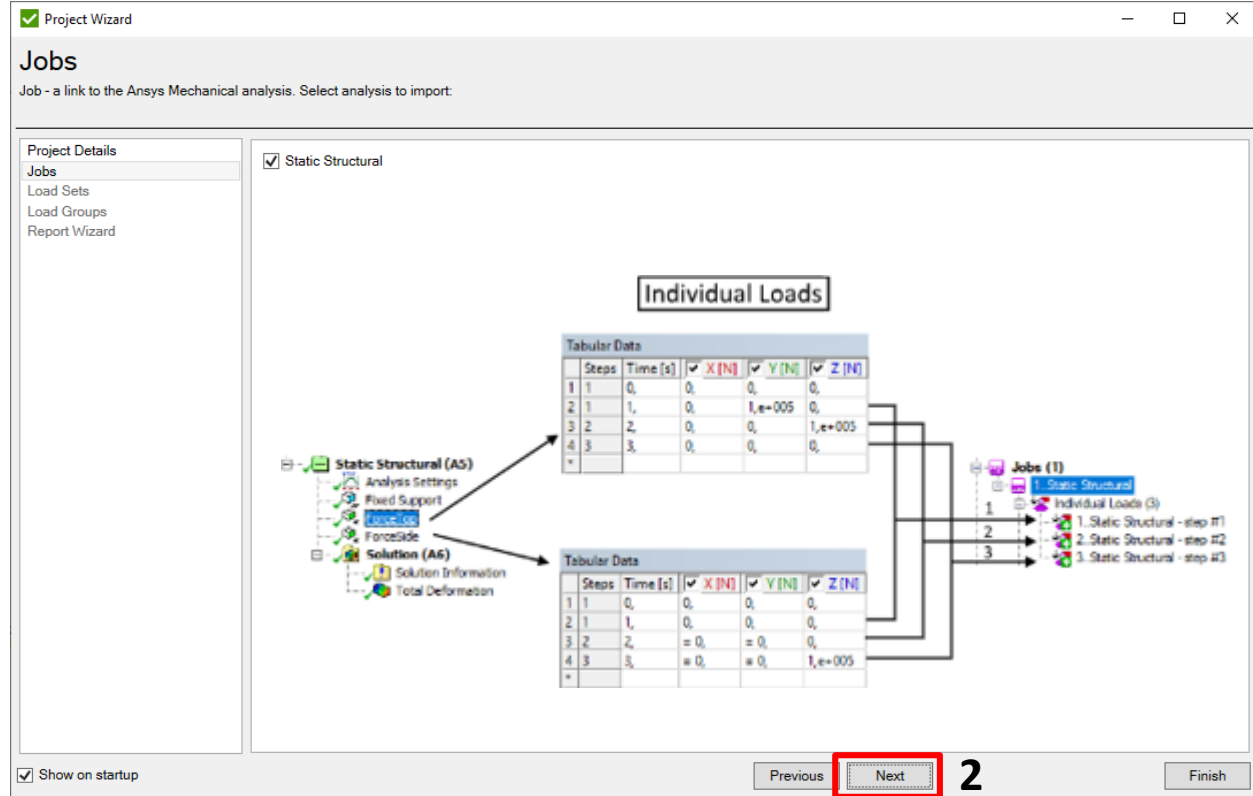 Project Wizard
Jobs
Job - a link to the Ansys Mechanical analysis. Select analysis to import:
Project Details
Jobs
Load Sets
Load Groups
Report Wizard
Static Structural
Individual Loads
Tabular Data
Steps Time [s] X [N] Y [N] Z [N]
1 1 0, 0, 0, 0,
2 1 1, 0, 1,e+005 0,
3 2 2, 0, 0, 1,e+005
4 3 3, 0, 0, 0,
*
Static Structural (A5)
Analysis Settings
Fixed Support
ForceTop
ForceSide
Solution (A6)
Solution Information
Total Deformation
Tabular Data
Steps Time [s] X [N] Y [N] Z [N]
1 1 0, 0, 0, 0,
2 1 1, 0, 0, 0,
3 2 2, = 0, = 0, 0,
4 3 3, = 0, = 0, 1,e+005
*
Jobs (1)
1..Static Structural
Individual Loads (3)
1 1..Static Structural - step #1
2 2..Static Structural - step #2
3 3. Static Structural - step #3
Show on startup
Previous
Next
2
Finish